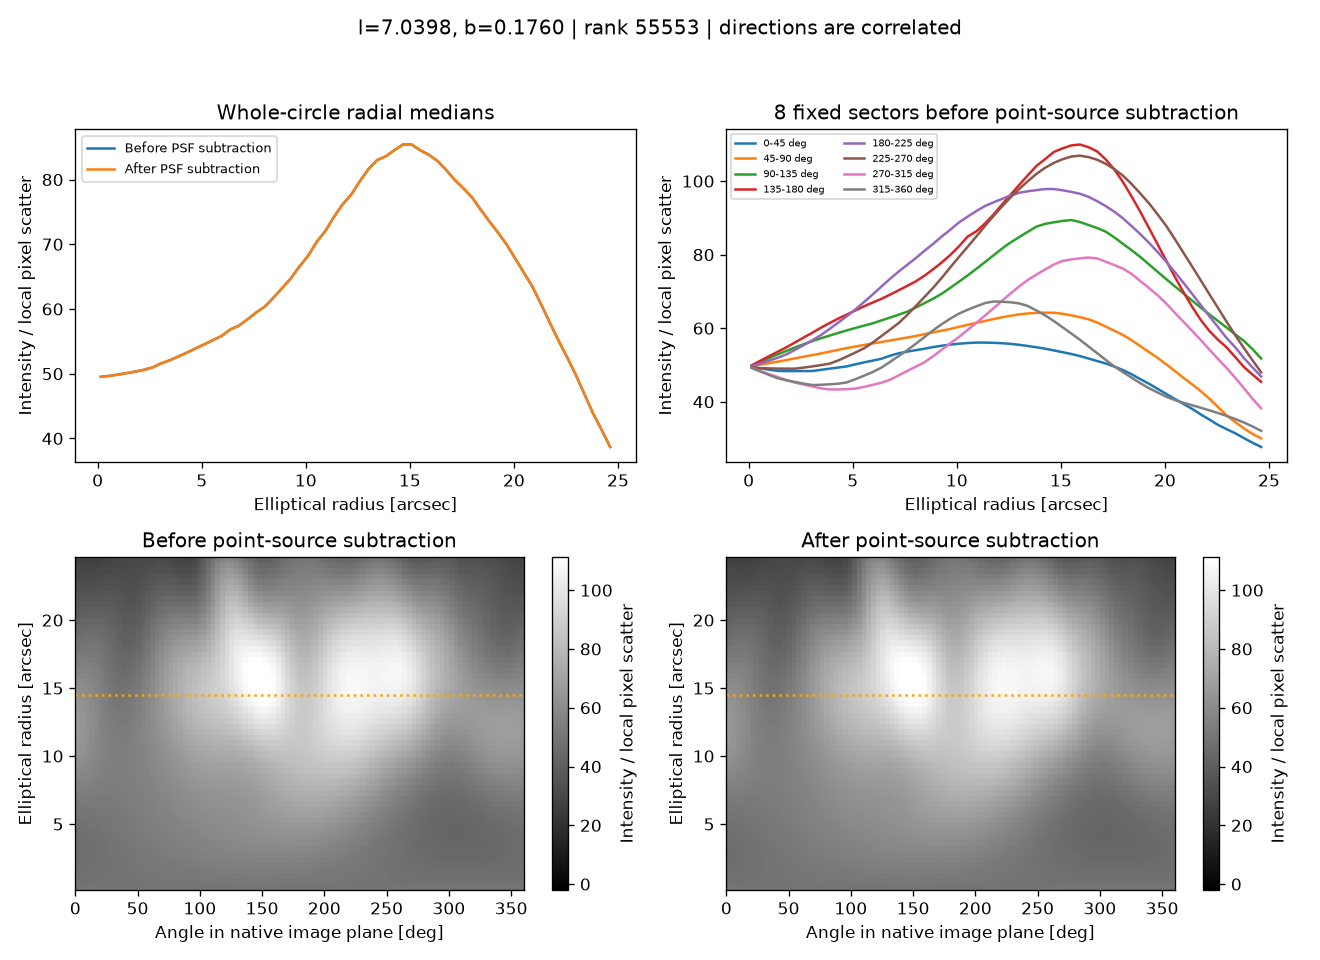 l=7.0398, b=0.1760 | rank 55553 | directions are correlated
Whole-circle radial medians
Before PSF subtraction
After PSF subtraction
Intensity / local pixel scatter
80
70
60
50
40
0 5 10 15 20 25
Elliptical radius [arcsec]
8 fixed sectors before point-source subtraction
0-45 deg
45-90 deg
90-135 deg
135-180 deg
180-225 deg
225-270 deg
270-315 deg
315-360 deg
Intensity / local pixel scatter
100
80
60
40
0 5 10 15 20 25
Elliptical radius [arcsec]
Before point-source subtraction
Elliptical radius [arcsec]
20
15
10
5
0 50 100 150 200 250 300 350
Angle in native image plane [deg]
100
80
60
40
20
0
Intensity / local pixel scatter
After point-source subtraction
Elliptical radius [arcsec]
20
15
10
5
0 50 100 150 200 250 300 350
Angle in native image plane [deg]
100
80
60
40
20
0
Intensity / local pixel scatter